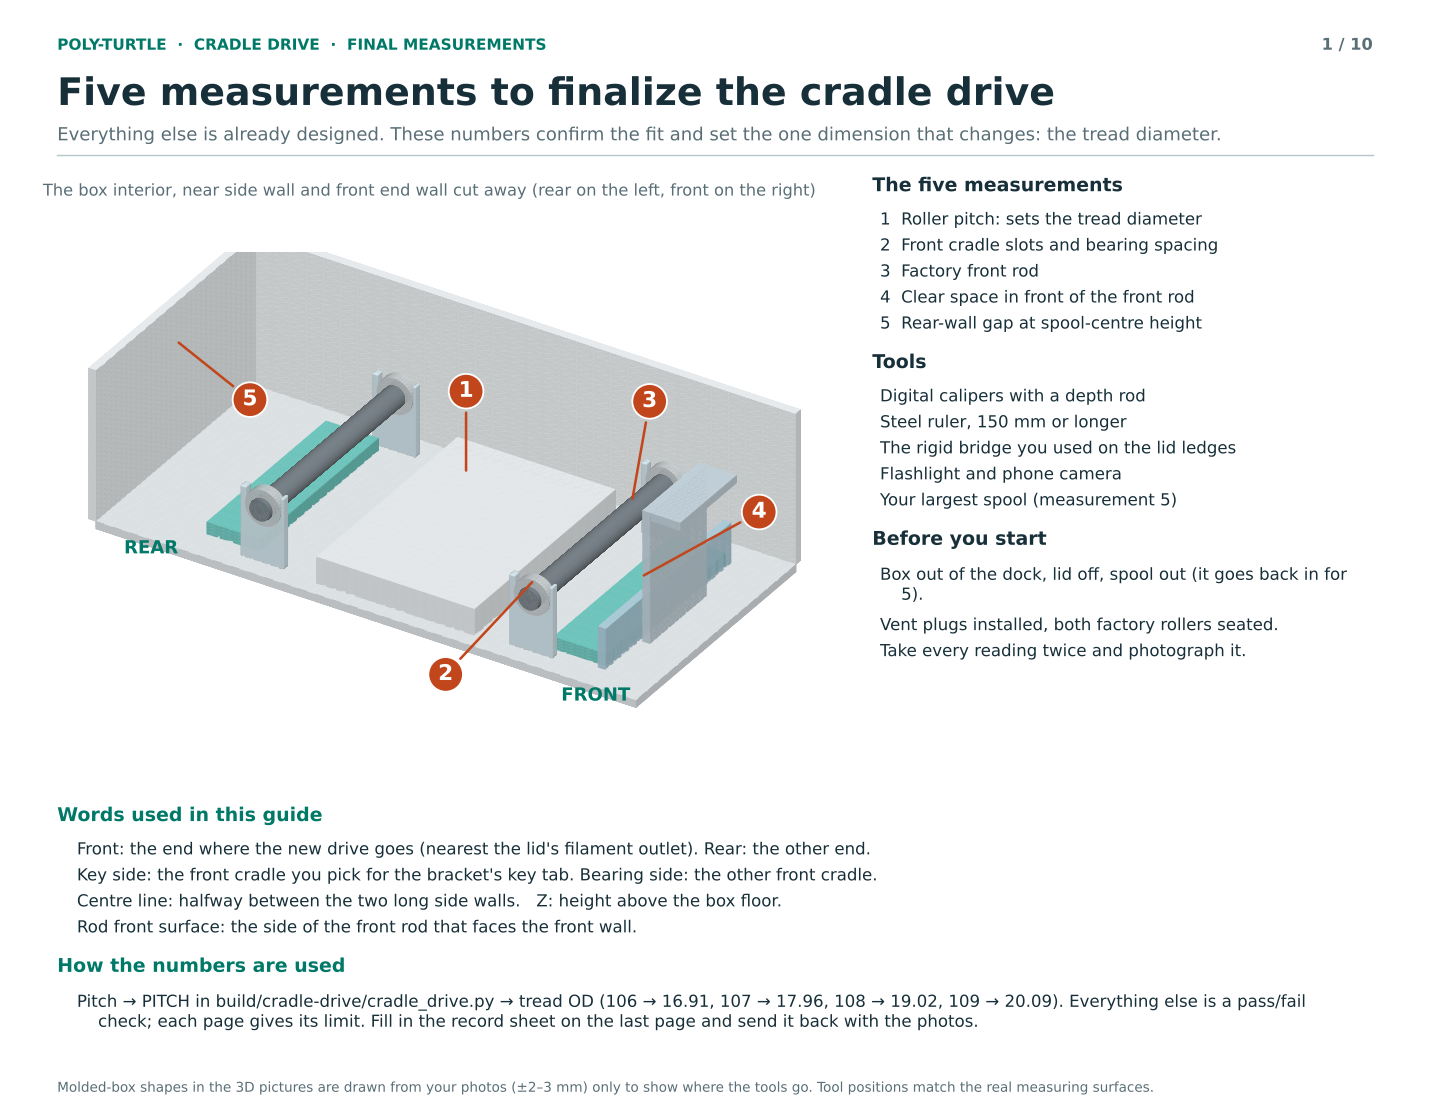 POLY-TURTLE · CRADLE DRIVE · FINAL MEASUREMENTS
1 / 10
Five measurements to finalize the cradle drive
Everything else is already designed. These numbers confirm the fit and set the one dimension that changes: the tread diameter.
The box interior, near side wall and front end wall cut away (rear on the left, front on the right)
5
1
3
4
2
REAR
FRONT
The five measurements
1 Roller pitch: sets the tread diameter
2 Front cradle slots and bearing spacing
3 Factory front rod
4 Clear space in front of the front rod
5 Rear-wall gap at spool-centre height
Tools
Digital calipers with a depth rod
Steel ruler, 150 mm or longer
The rigid bridge you used on the lid ledges
Flashlight and phone camera
Your largest spool (measurement 5)
Before you start
Box out of the dock, lid off, spool out (it goes back in for
5).
Vent plugs installed, both factory rollers seated.
Take every reading twice and photograph it.
Words used in this guide
Front: the end where the new drive goes (nearest the lid's filament outlet). Rear: the other end.
Key side: the front cradle you pick for the bracket's key tab. Bearing side: the other front cradle.
Centre line: halfway between the two long side walls. Z: height above the box floor.
Rod front surface: the side of the front rod that faces the front wall.
How the numbers are used
Pitch → PITCH in build/cradle-drive/cradle_drive.py → tread OD (106 → 16.91, 107 → 17.96, 108 → 19.02, 109 → 20.09). Everything else is a pass/fail
check; each page gives its limit. Fill in the record sheet on the last page and send it back with the photos.
Molded-box shapes in the 3D pictures are drawn from your photos (±2–3 mm) only to show where the tools go. Tool positions match the real measuring surfaces.